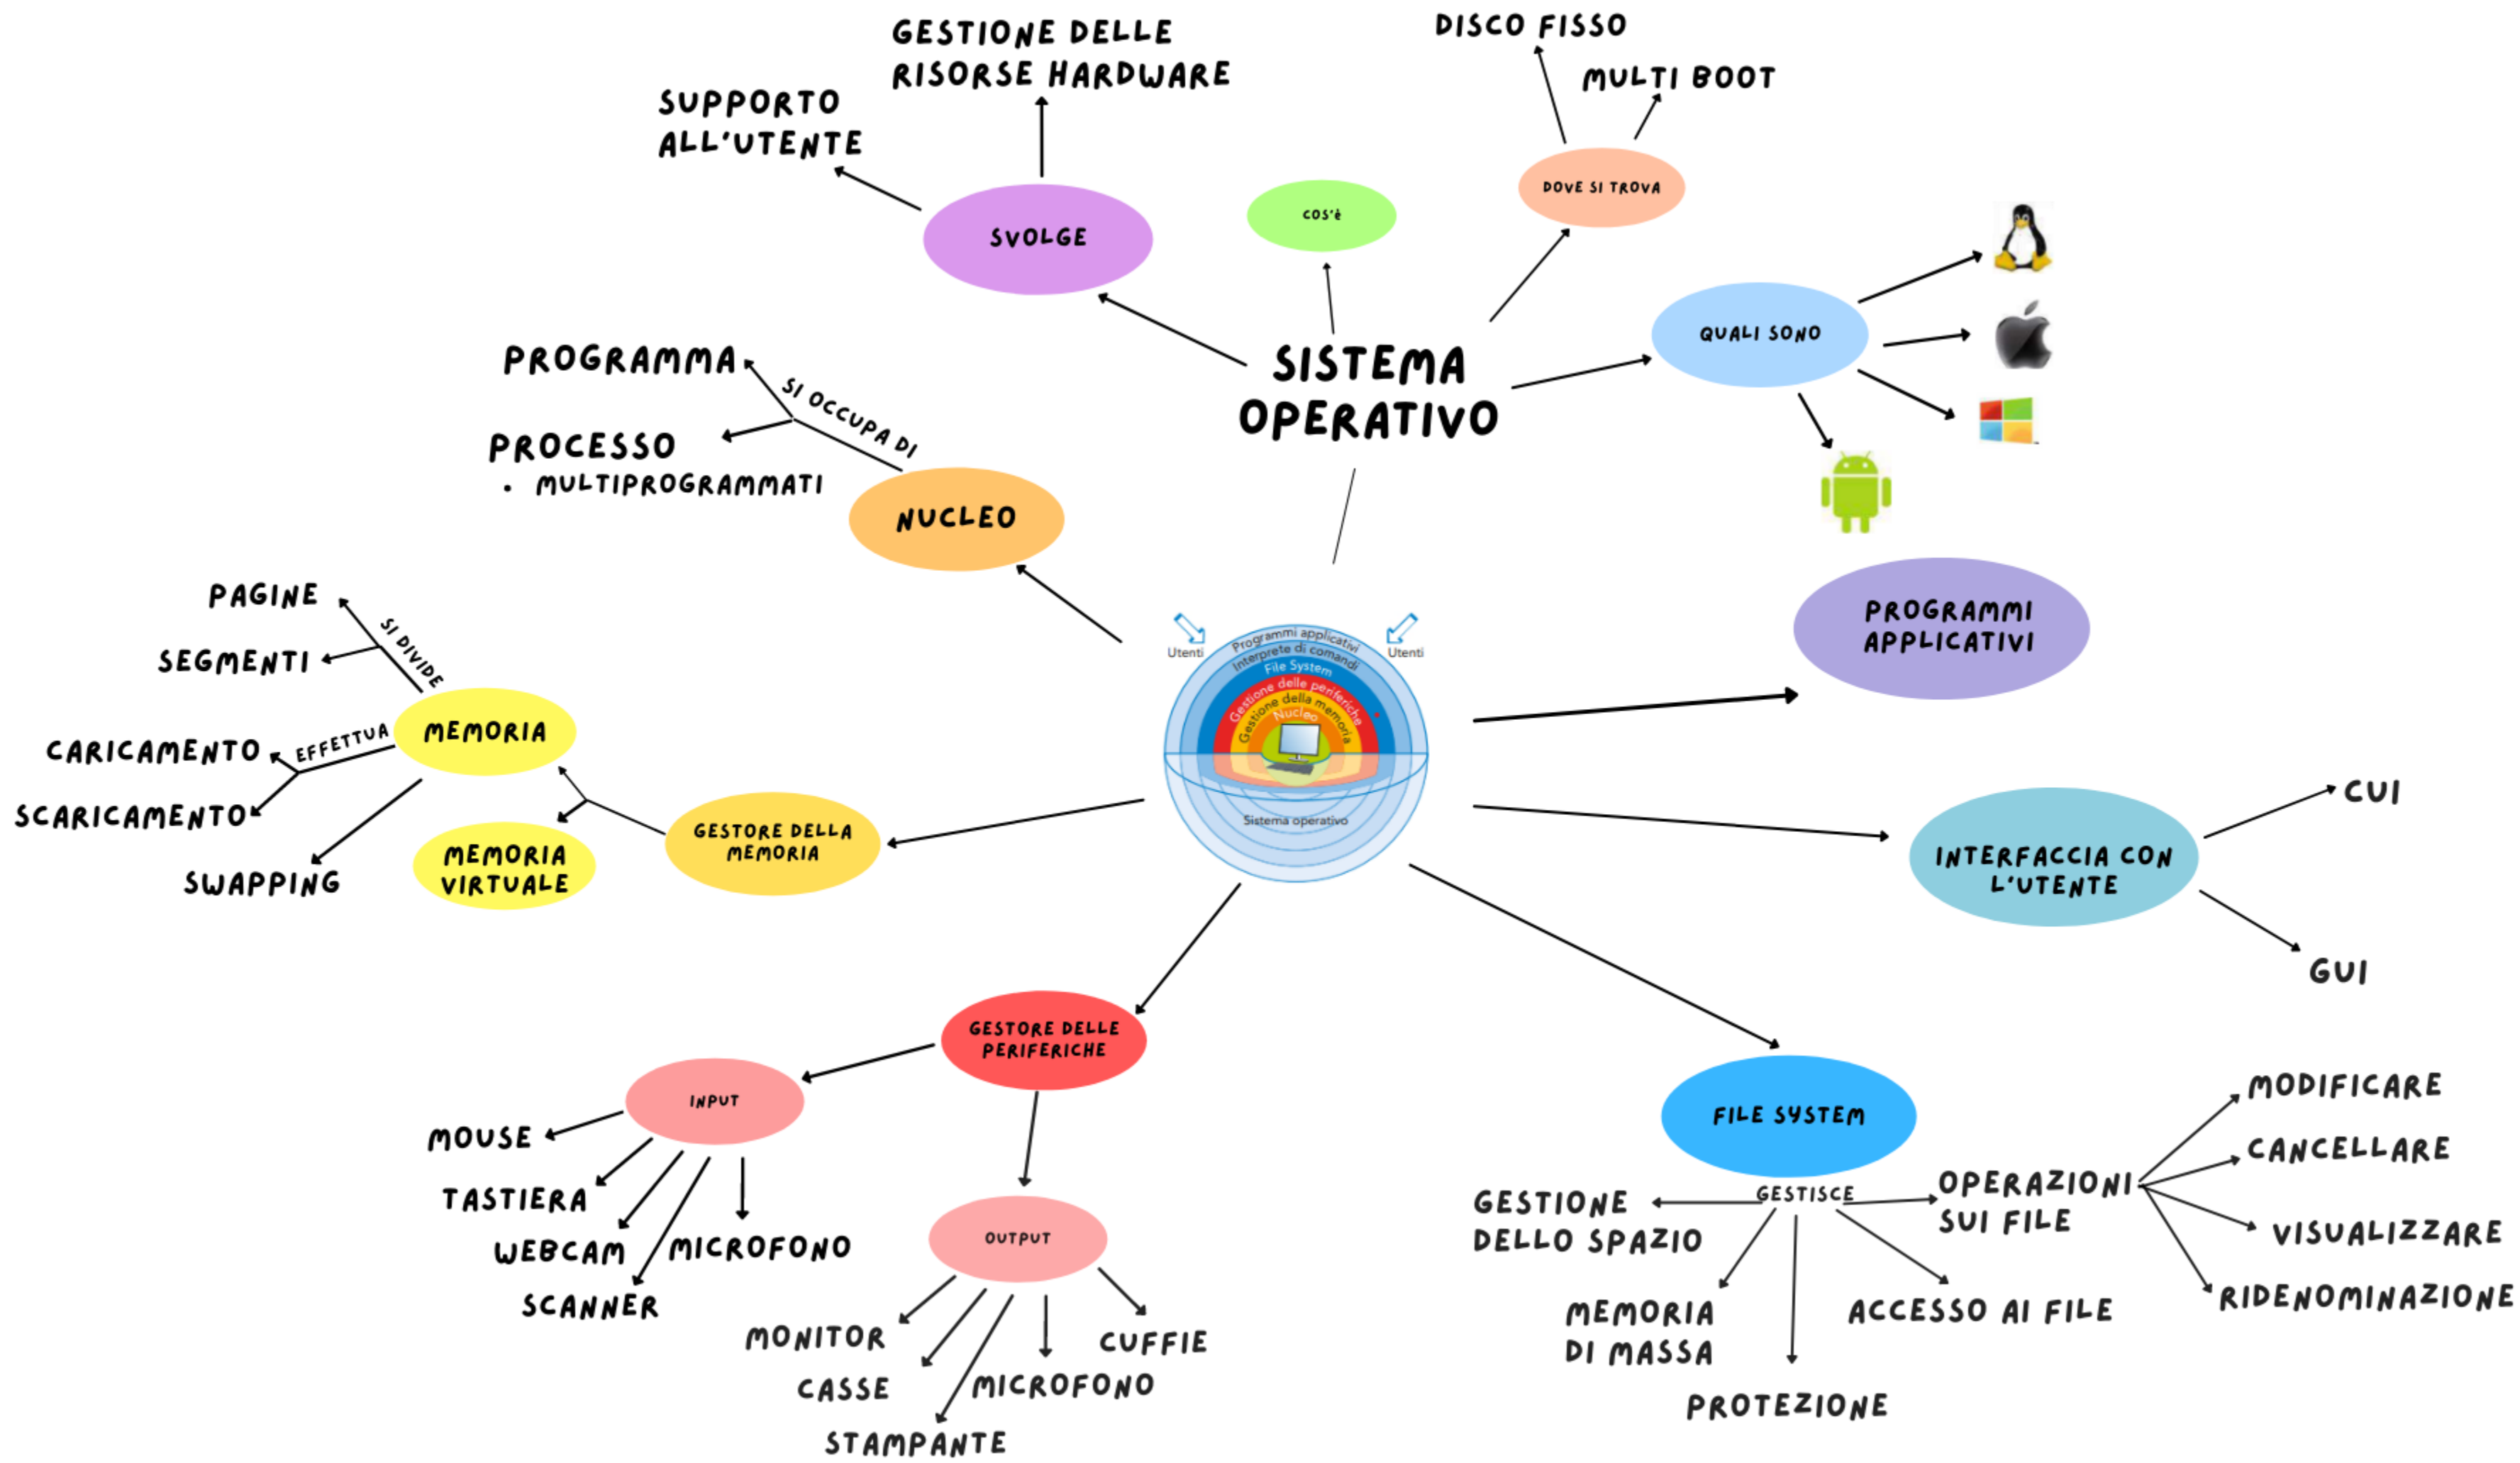 GESTIONE DELLE
RISORSE HARDWARE
SUPPORTO
ALL'UTENTE
SVOLGE
COS'è
DISCO FISSO
MULTI BOOT
DOVE SI TROVA
QUALI SONO
SISTEMA
OPERATIVO
PROGRAMMA
SI OCCUPA DI
PROCESSO
• MULTIPROGRAMMATI
NUCLEO
PROGRAMMI
APPLICATIVI
PAGINE
SI DIVIDE
SEGMENTI
MEMORIA
EFFETTUA
CARICAMENTO
SCARICAMENTO
SWAPPING
MEMORIA
VIRTUALE
GESTORE DELLA
MEMORIA
Utenti
Utenti
Programmi applicativi
Interprete di comandi
File System
Gestione delle periferiche
Gestione della memoria
Nucleo
Sistema operativo
INTERFACCIA CON
L'UTENTE
CUI
GUI
GESTORE DELLE
PERIFERICHE
INPUT
MOUSE
TASTIERA
WEBCAM
MICROFONO
SCANNER
OUTPUT
MONITOR
CUFFIE
CASSE
MICROFONO
STAMPANTE
FILE SYSTEM
GESTISCE
GESTIONE
DELLO SPAZIO
MEMORIA
DI MASSA
PROTEZIONE
ACCESSO AI FILE
OPERAZIONI
SUI FILE
MODIFICARE
CANCELLARE
VISUALIZZARE
RIDENOMINAZIONE